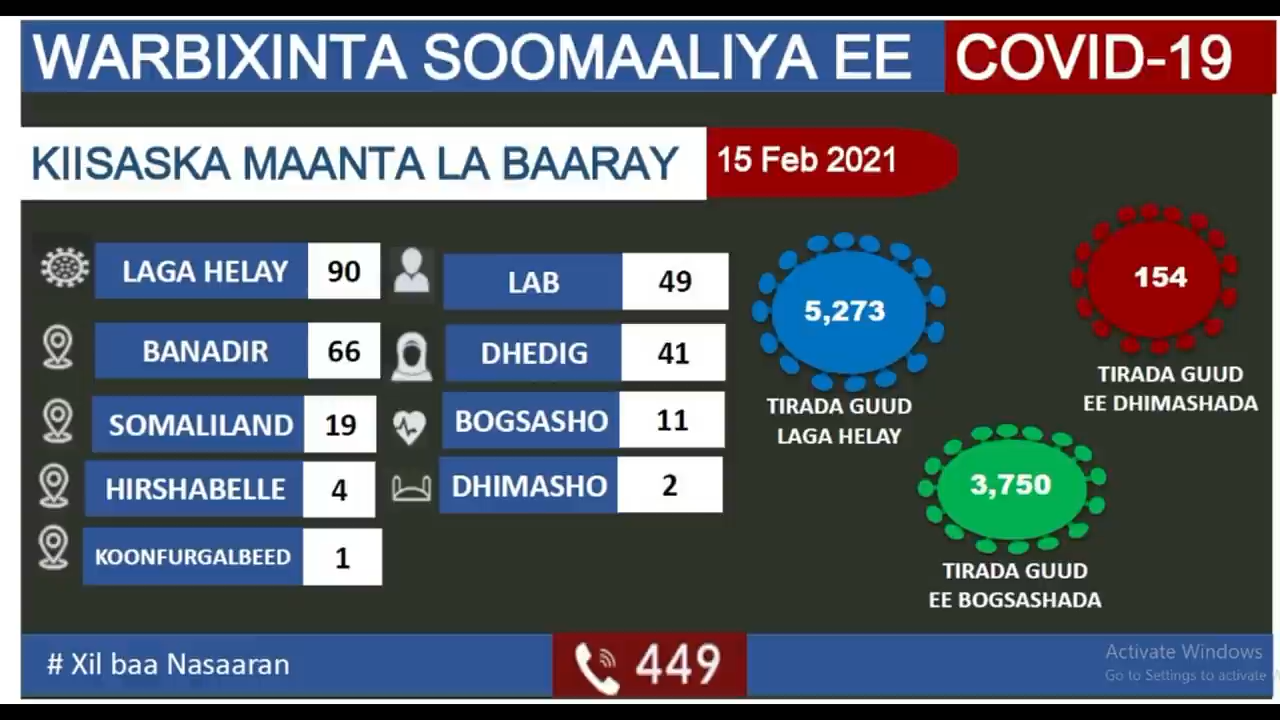 WARBIXINTA SOOMAALIYA EE COVID-19
KIISASKA MAANTA LA BAARAY 15 Feb 2021
LAGA HELAY 90
BANADIR 66
SOMALILAND 19
HIRSHABELLE 4
KOONFURGALBEED 1
LAB 49
DHEDIG 41
BOGSASHO 11
DHIMASHO 2
5,273
TIRADA GUUD
LAGA HELAY
154
TIRADA GUUD
EE DHIMASHADA
3,750
TIRADA GUUD
EE BOGSASHADA
# Xil baa Nasaaran
449
Activate Windows
Go to Settings to activate W